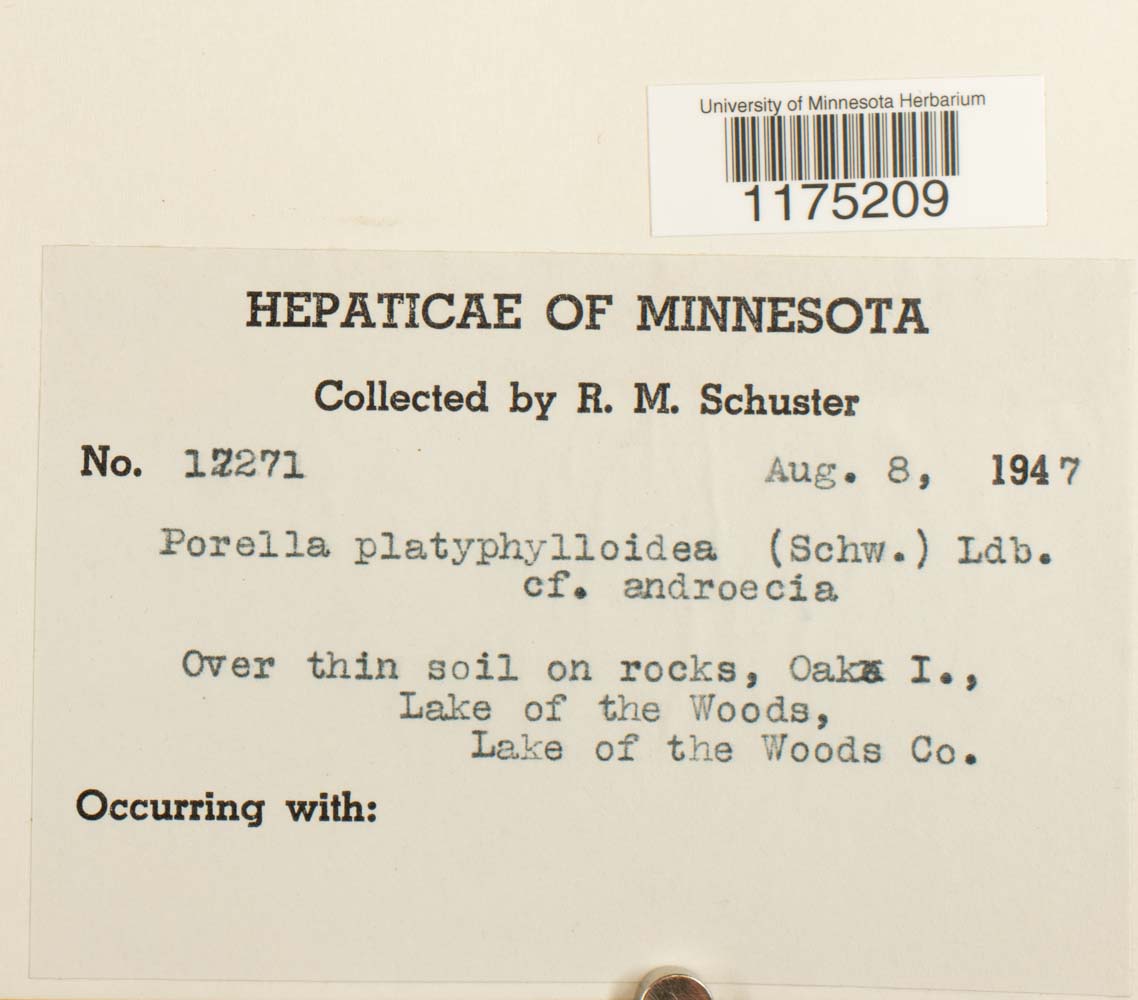 University of Minnesota Herbarium
1175209
HEPATICAE OF MINNESOTA
Collected by R. M. Schuster
No. Aug. 8, 1947
Porella platyphylloidea (Schw.) Ldb.
cf. androecia
Over thin soil on rocks, Oak I.,
Lake of the Woods,
Lake of the Woods Co.
Occurring with: